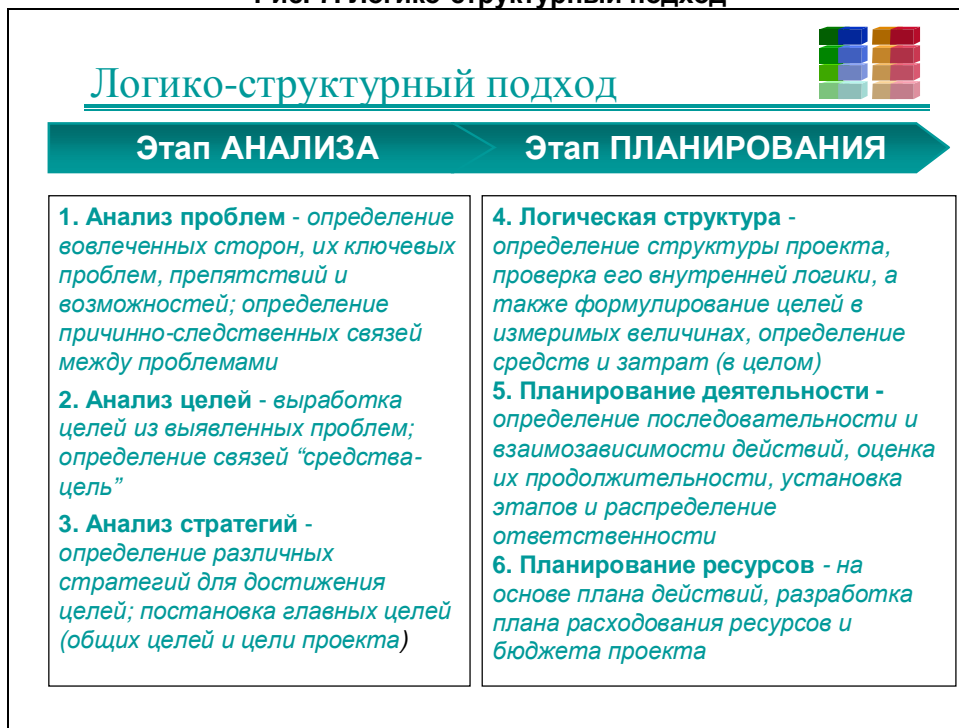 Логико-структурный подход
Логико-структурный подход
Этап АНАЛИЗА
Этап ПЛАНИРОВАНИЯ
1. Анализ проблем - определение
вовлеченных сторон, их ключевых
проблем, препятствий и
возможностей; определение
причинно-следственных связей
между проблемами
2. Анализ целей - выработка
целей из выявленных проблем;
определение связей “средства-
цель”
3. Анализ стратегий -
определение различных
стратегий для достижения
целей; постановка главных целей
(общих целей и цели проекта)
4. Логическая структура -
определение структуры проекта,
проверка его внутренней логики, а
также формулирование целей в
измеримых величинах, определение
средств и затрат (в целом)
5. Планирование деятельности -
определение последовательности и
взаимозависимости действий, оценка
их продолжительности, установка
этапов и распределение
ответственности
6. Планирование ресурсов - на
основе плана действий, разработка
плана расходования ресурсов и
бюджета проекта